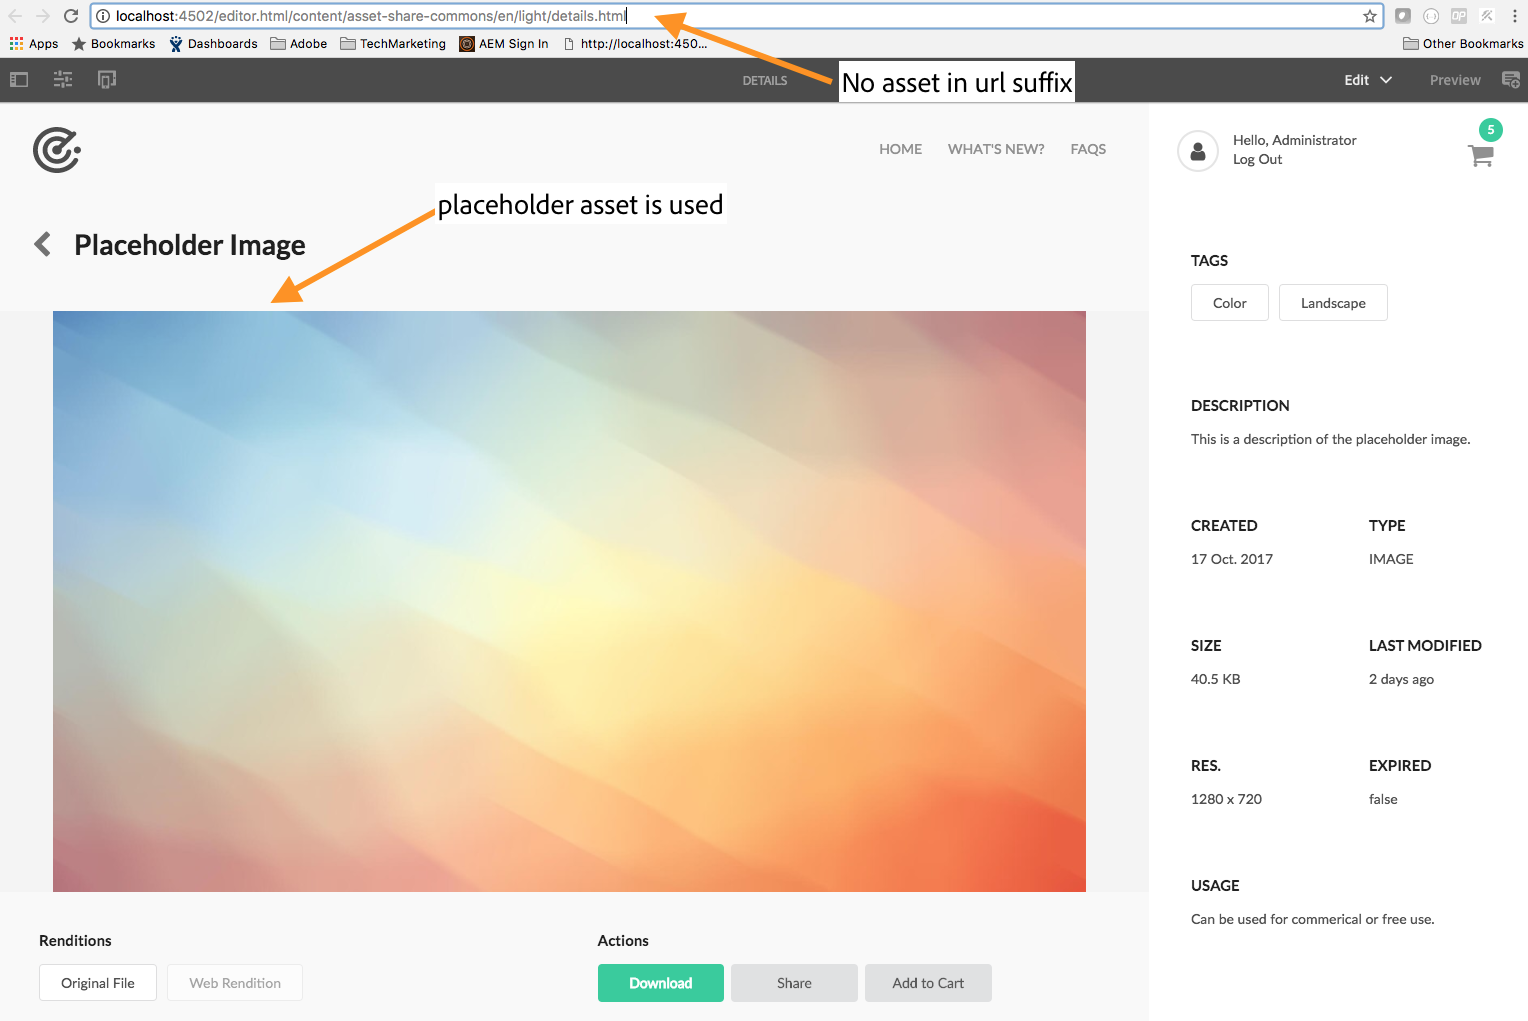 localhost:4502/editor.html/content/asset-share-commons/en/light/details.html
Apps Bookmarks Dashboards Adobe TechMarketing AEM Sign In http://localhost:450... Other Bookmarks
DETAILS
No asset in url suffix
Edit Preview
HOME WHAT'S NEW? FAQS
Hello, Administrator
Log Out
5
placeholder asset is used
Placeholder Image
TAGS
Color Landscape
DESCRIPTION
This is a description of the placeholder image.
CREATED TYPE
17 Oct. 2017 IMAGE
SIZE LAST MODIFIED
40.5 KB 2 days ago
RES. EXPIRED
1280 x 720 false
USAGE
Can be used for commerical or free use.
Renditions Actions
Original File Web Rendition Download Share Add to Cart